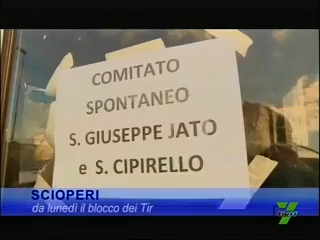 COMITATO
SPONTANEO
S. GIUSEPPE JATO
e S. CIPIRELLO
SCIOPERI
da lunedì il blocco dei Tir